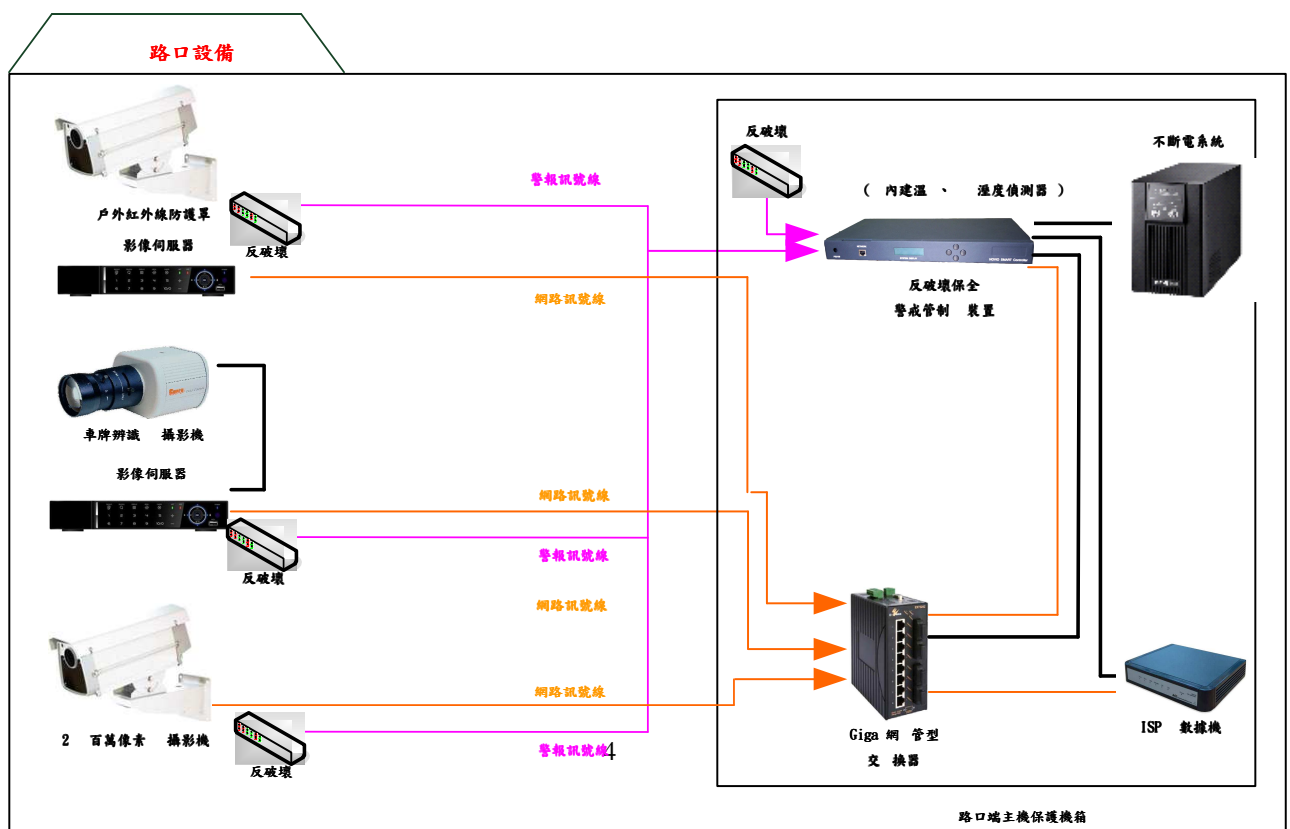 路口設備
反破壞
不斷電系統
警報訊號線
( 內建溫 、 溼度偵測器 )
戶外紅外線防護罩
影像伺服器
反破壞
網路訊號線
反破壞保全
警戒管制 裝置
車牌辨識 攝影機
影像伺服器
網路訊號線
警報訊號線
反破壞
網路訊號線
網路訊號線
2 百萬像素 攝影機
Giga 網 管型
交 換器
ISP 數據機
警報訊號線4
反破壞
路口端主機保護機箱